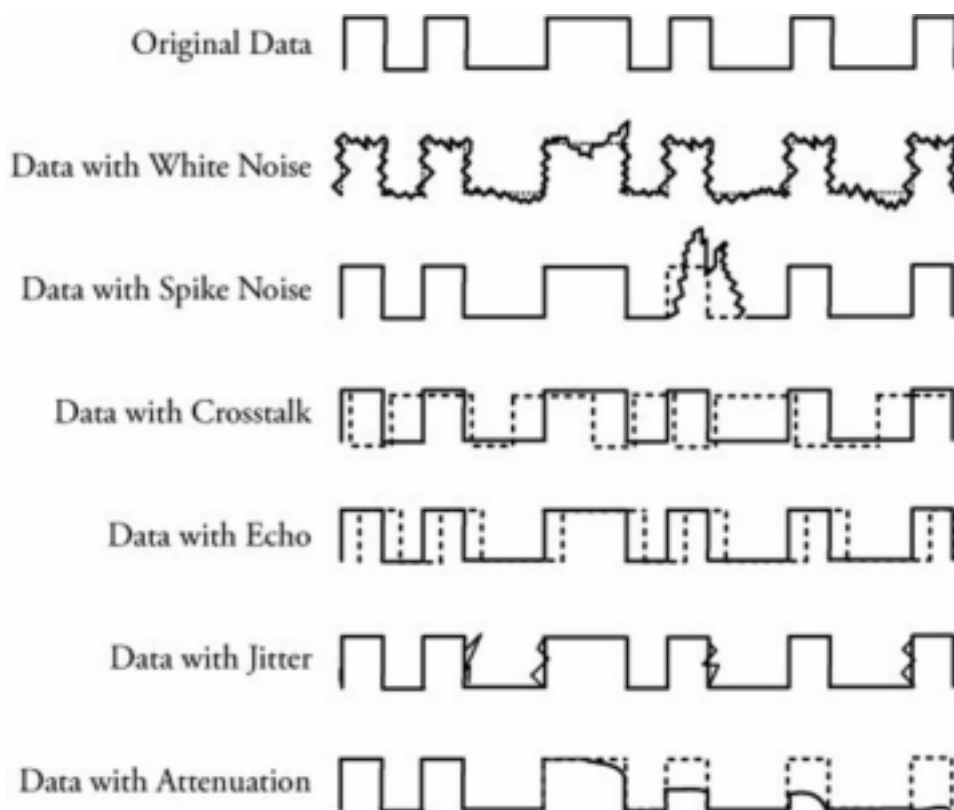 Original Data
Data with White Noise
Data with Spike Noise
Data with Crosstalk
Data with Echo
Data with Jitter
Data with Attenuation